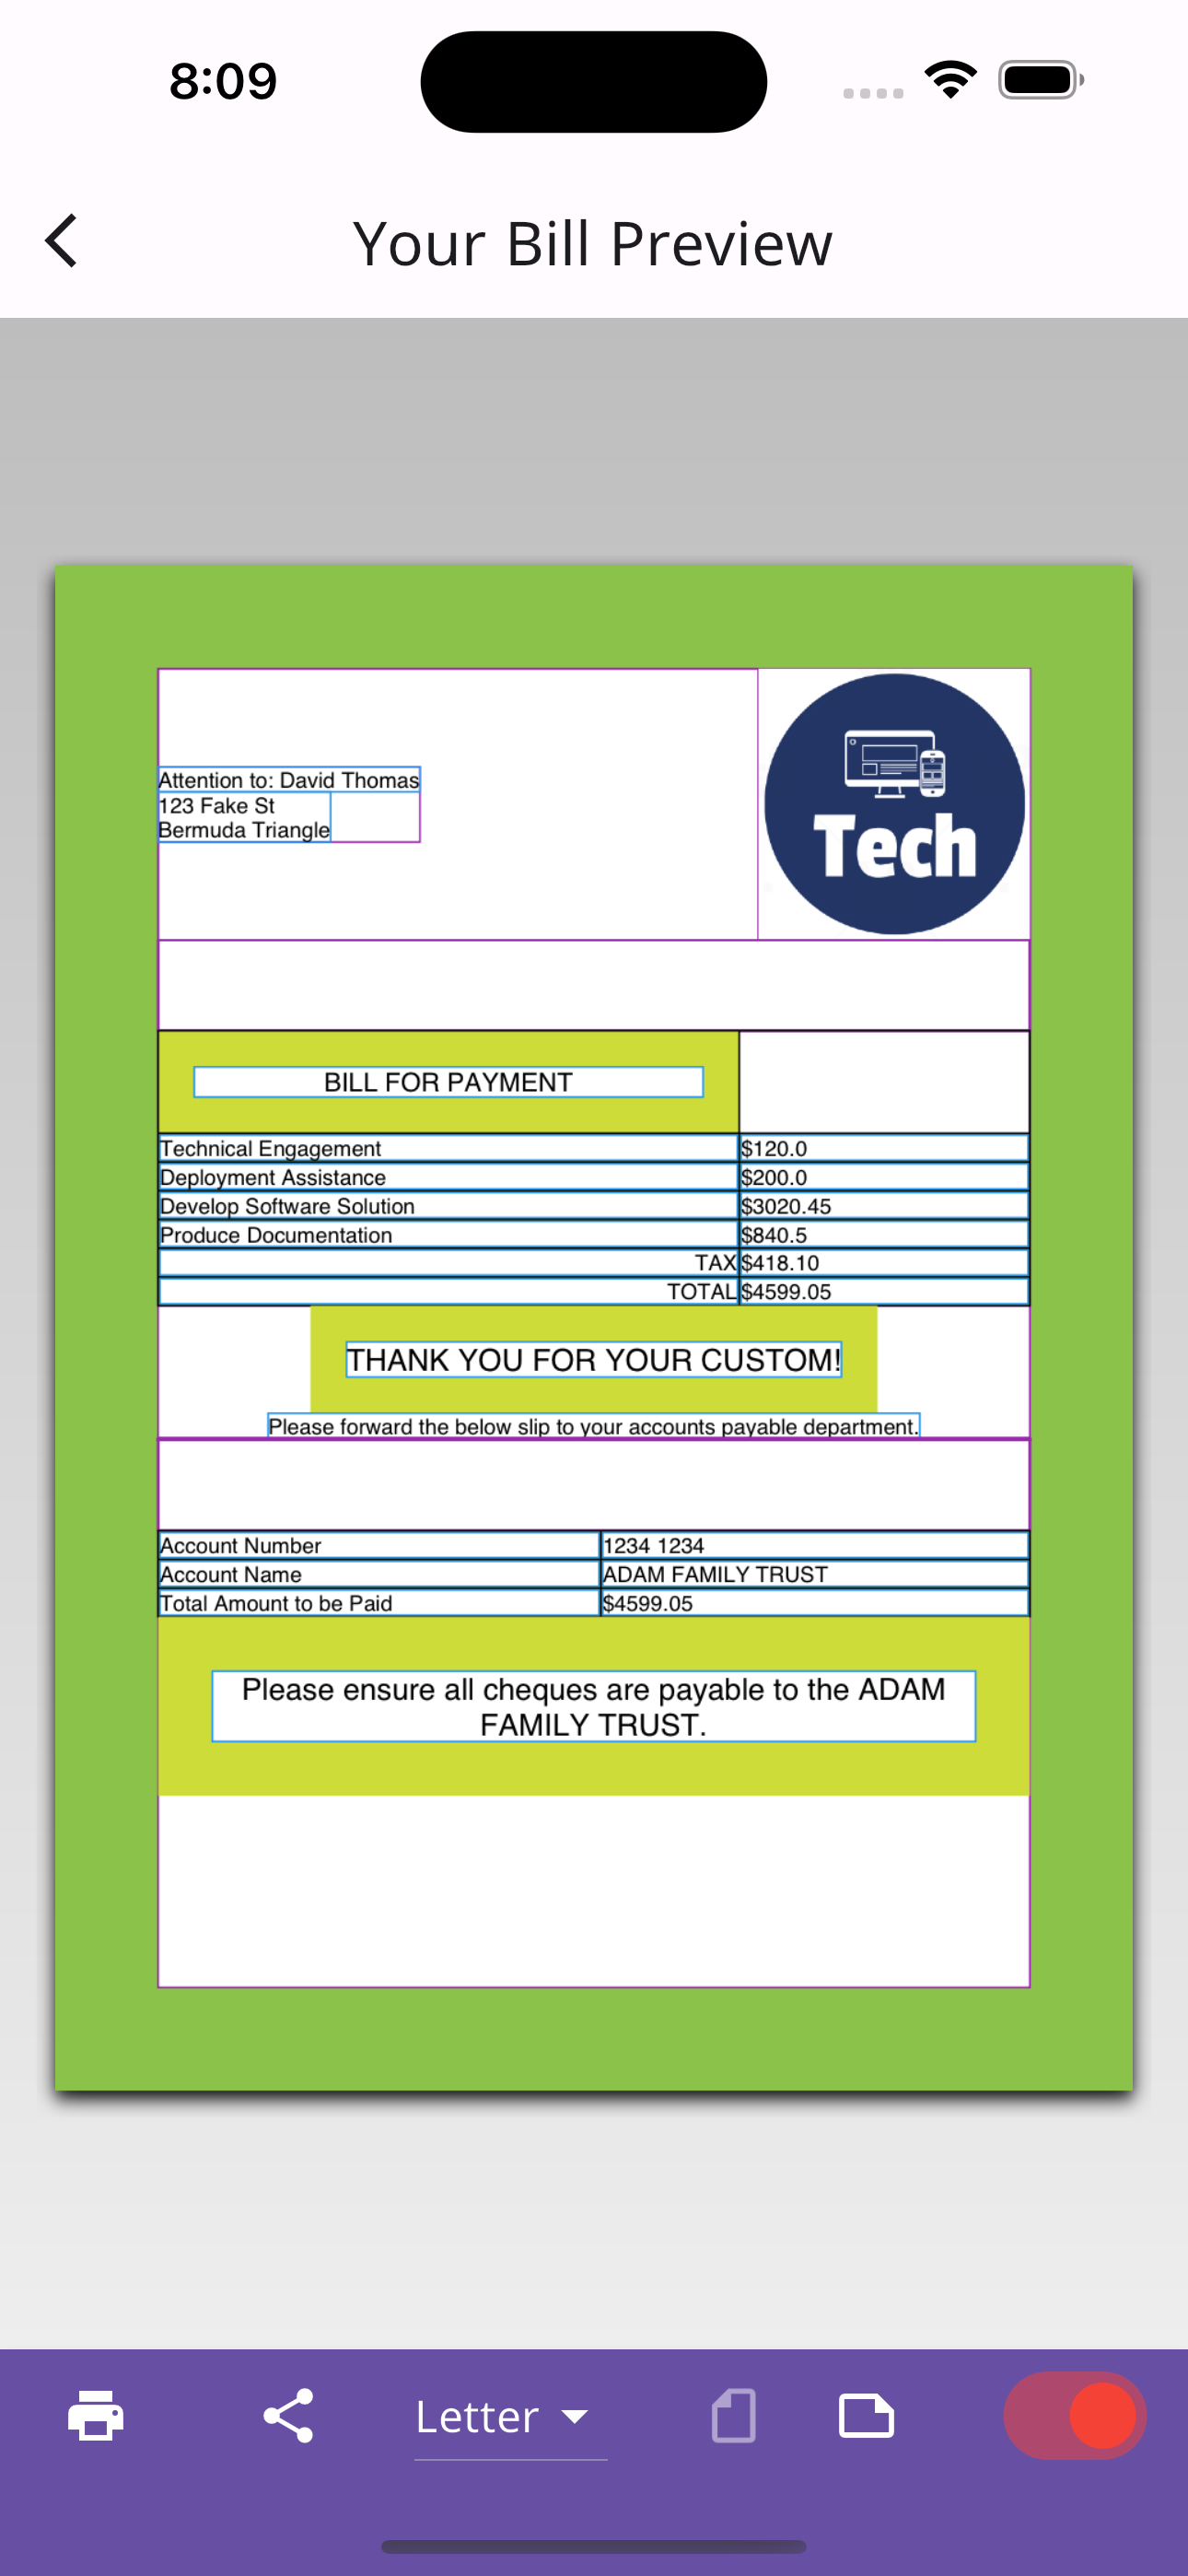 8:09
Your Bill Preview
Attention to: David Thomas
123 Fake St
Bermuda Triangle
Tech
BILL FOR PAYMENT
Technical Engagement $120.0
Deployment Assistance $200.0
Develop Software Solution $3020.45
Produce Documentation $840.5
TAX $418.10
TOTAL $4599.05
THANK YOU FOR YOUR CUSTOM!
Please forward the below slip to your accounts payable department.
Account Number 1234 1234
Account Name ADAM FAMILY TRUST
Total Amount to be Paid $4599.05
Please ensure all cheques are payable to the ADAM
FAMILY TRUST.
Letter